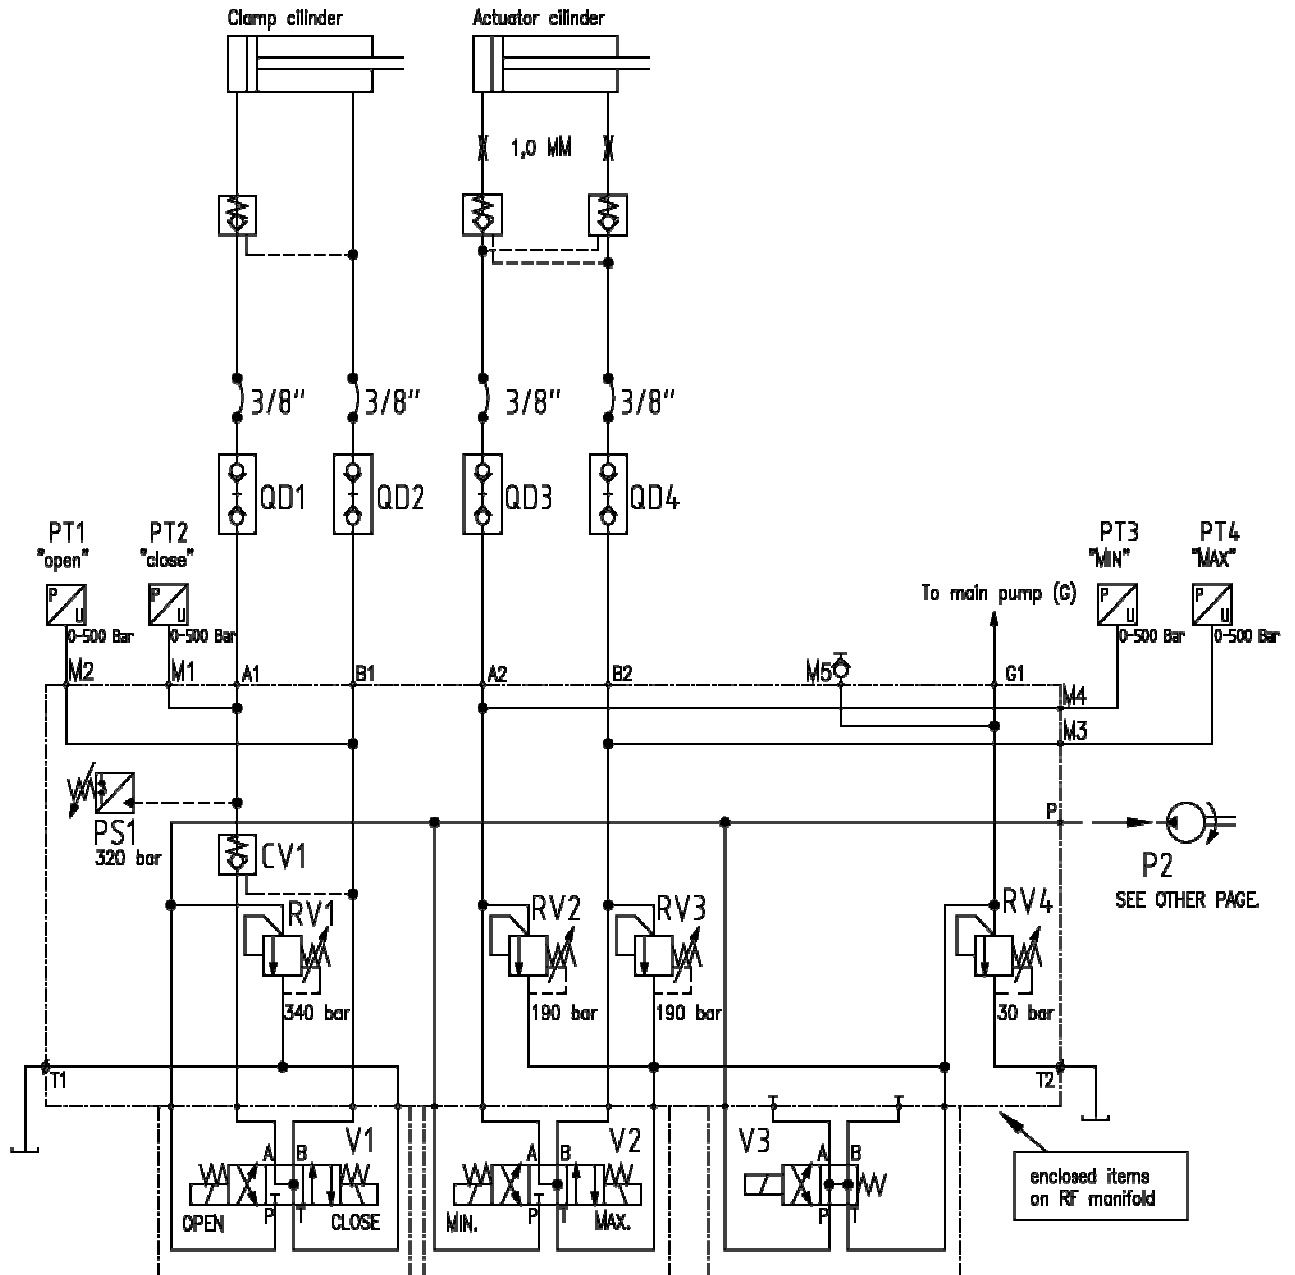 Clamp cilinder
Actuator cilinder
1,0 MM
3/8"
3/8"
3/8"
3/8"
QD1
QD2
QD3
QD4
PT1
"open"
PT2
"close"
PT3
"MIN"
PT4
"MAX"
P
U
P
U
P
U
P
U
0-500 Bar
0-500 Bar
0-500 Bar
0-500 Bar
To main pump (G)
M2
M1
A1
B1
A2
B2
M5
G1
M4
M3
PS1
320 bar
P
P2
SEE OTHER PAGE.
CV1
RV1
RV2
RV3
RV4
340 bar
190 bar
190 bar
30 bar
T1
T2
V1
V2
V3
A
B
A
B
A
B
P
T
P
T
P
T
OPEN
CLOSE
MIN.
MAX.
enclosed items
on RF manifold